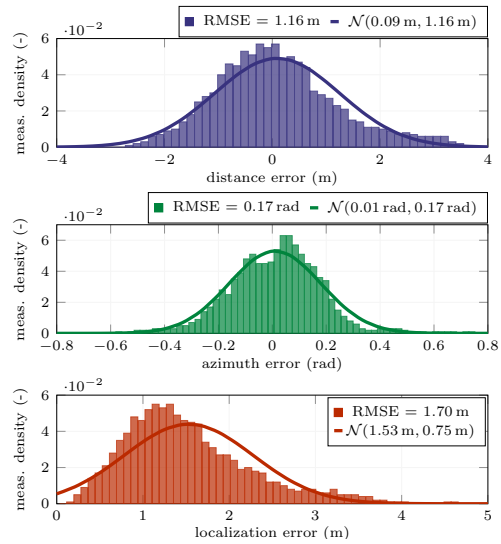 RMSE = 1.16 m  N(0.09 m, 1.16 m)
·10⁻²
6
4
2
0
meas. density (-)
−4 −2 0 2 4
distance error (m)
RMSE = 0.17 rad  N(0.01 rad, 0.17 rad)
·10⁻²
6
4
2
0
meas. density (-)
−0.8 −0.6 −0.4 −0.2 0 0.2 0.4 0.6 0.8
azimuth error (rad)
·10⁻²
RMSE = 1.70 m
N(1.53 m, 0.75 m)
6
4
2
0
meas. density (-)
0 1 2 3 4 5
localization error (m)